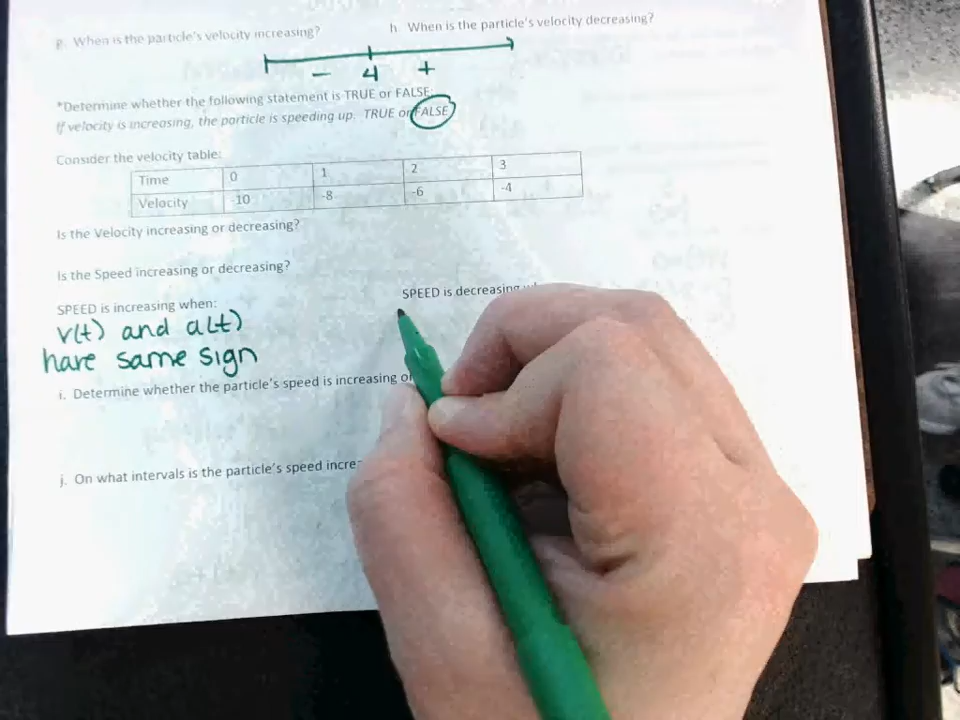 g. When is the particle's velocity increasing? h. When is the particle's velocity decreasing?
- 4 +
*Determine whether the following statement is TRUE or FALSE:
If velocity is increasing, the particle is speeding up. TRUE or FALSE
Consider the velocity table:
Time 0 1 2 3
Velocity -10 -8 -6 -4
Is the Velocity increasing or decreasing?
Is the Speed increasing or decreasing?
SPEED is increasing when: SPEED is decreasing
v(t) and a(t)
have same sign
i. Determine whether the particle's speed is increasing or
j. On what intervals is the particle's speed incre